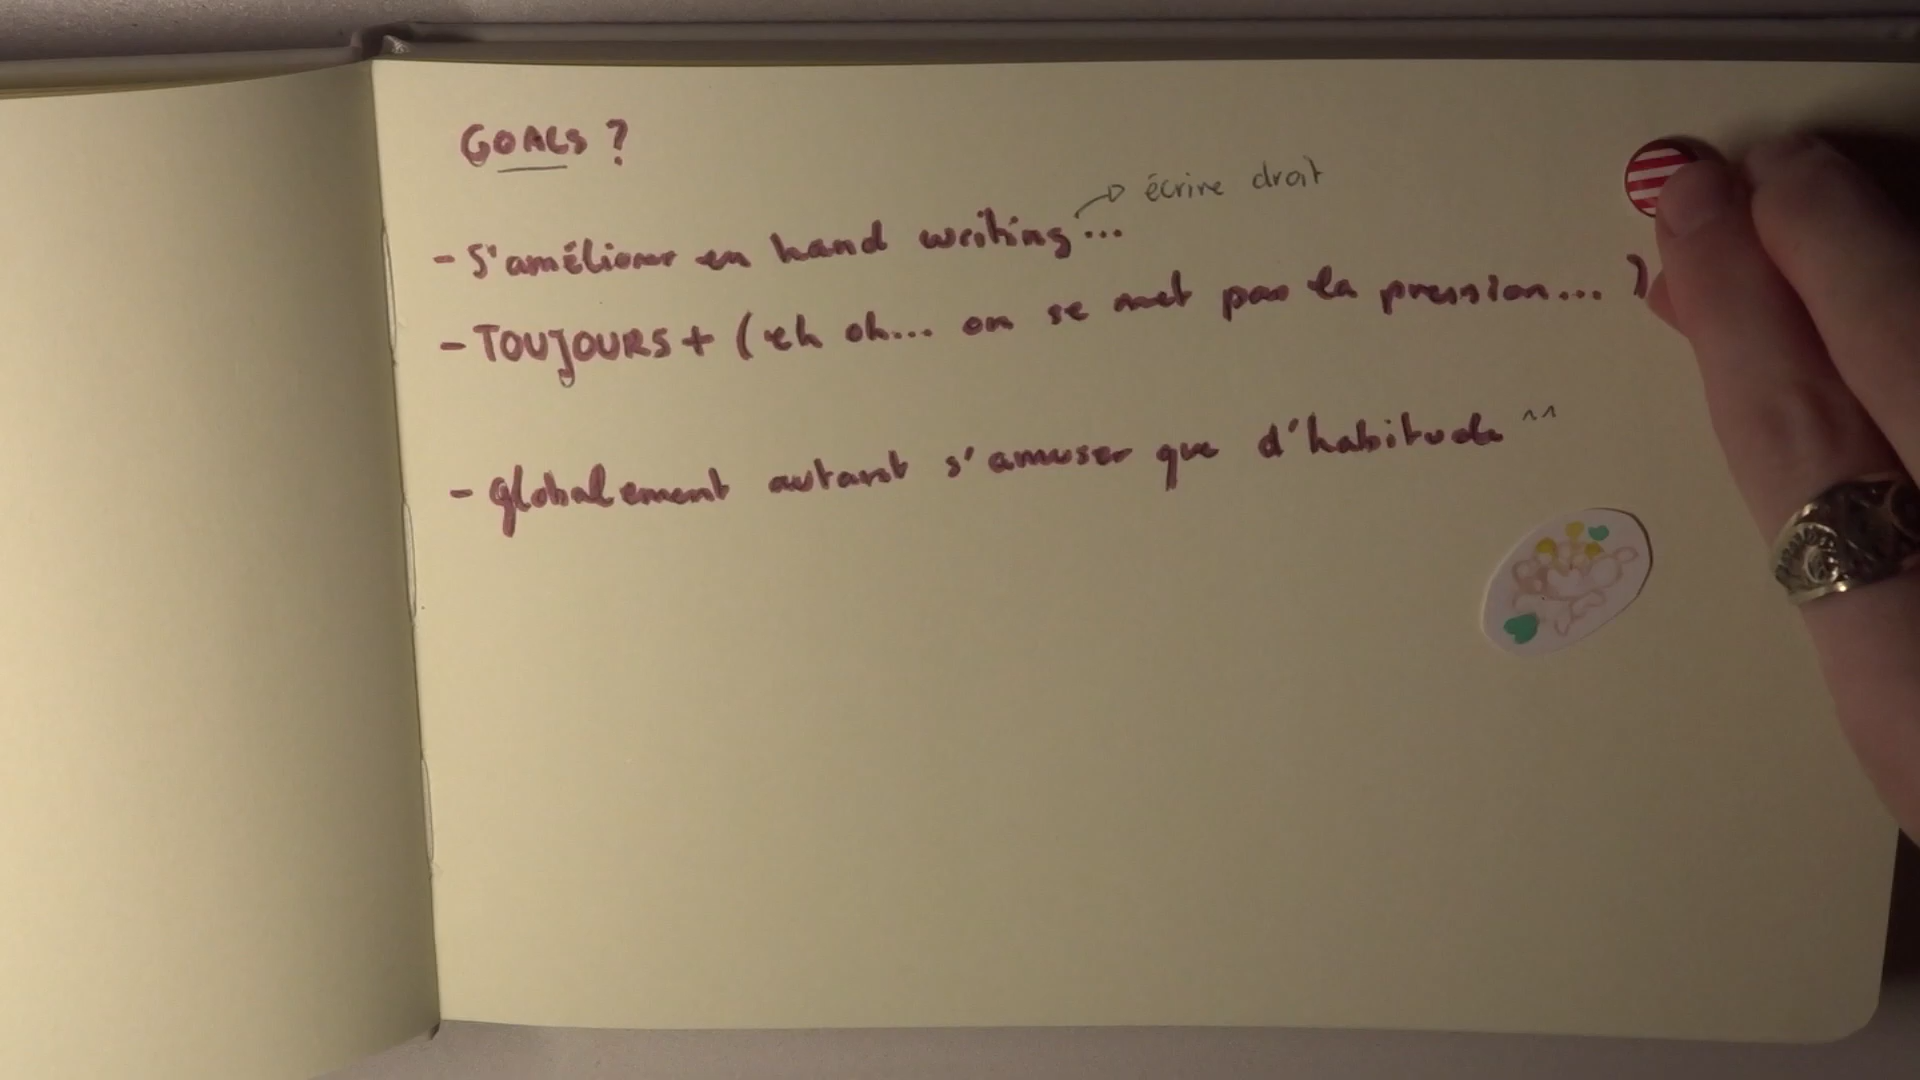 GOALS ?
écrire droit
- S'améliorer en hand writing...
- TOUJOURS + (eh oh... on se met pas la pression... )
- globalement autant s'amuser que d'habitude ^^